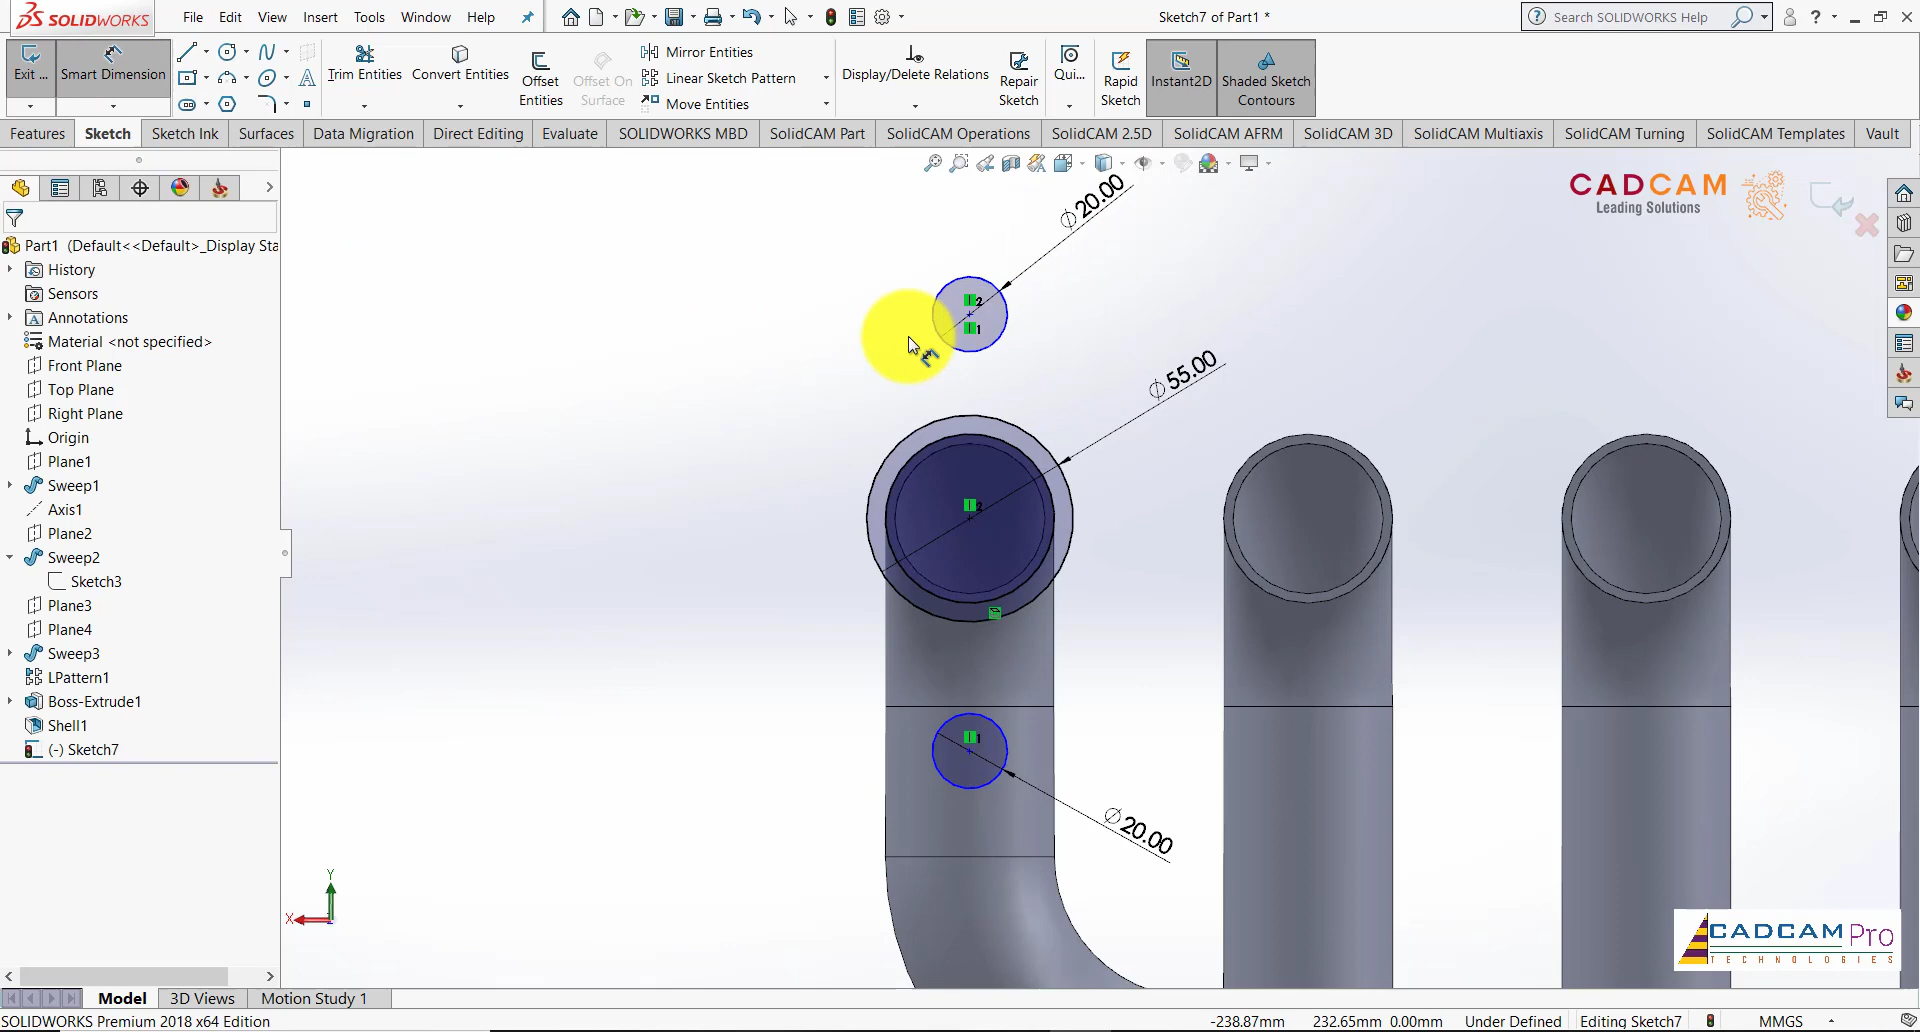 SOLIDWORKS
File Edit View Insert Tools Window Help
Sketch7 of Part1 *
Search SOLIDWORKS Help
Exit ...
Smart Dimension
Trim Entities
Convert Entities
Offset
Entities
Offset On
Surface
Mirror Entities
Linear Sketch Pattern
Move Entities
Display/Delete Relations
Repair
Sketch
Qui...
Rapid
Sketch
Instant2D
Shaded Sketch
Contours
Features Sketch Sketch Ink Surfaces Data Migration Direct Editing Evaluate SOLIDWORKS MBD SolidCAM Part SolidCAM Operations SolidCAM 2.5D SolidCAM AFRM SolidCAM 3D SolidCAM Multiaxis SolidCAM Turning SolidCAM Templates Vault
Part1 (Default<<Default>_Display Sta
History
Sensors
Annotations
Material <not specified>
Front Plane
Top Plane
Right Plane
Origin
Plane1
Sweep1
Axis1
Plane2
Sweep2
Sketch3
Plane3
Plane4
Sweep3
LPattern1
Boss-Extrude1
Shell1
(-) Sketch7
∅20.00
2
1
∅55.00
2
1
∅20.00
Y
X
CADCAM
Leading Solutions
CADCAM Pro
TECHNOLOGIES
Model 3D Views Motion Study 1
SOLIDWORKS Premium 2018 x64 Edition
-238.87mm 232.65mm 0.00mm Under Defined Editing Sketch7 MMGS